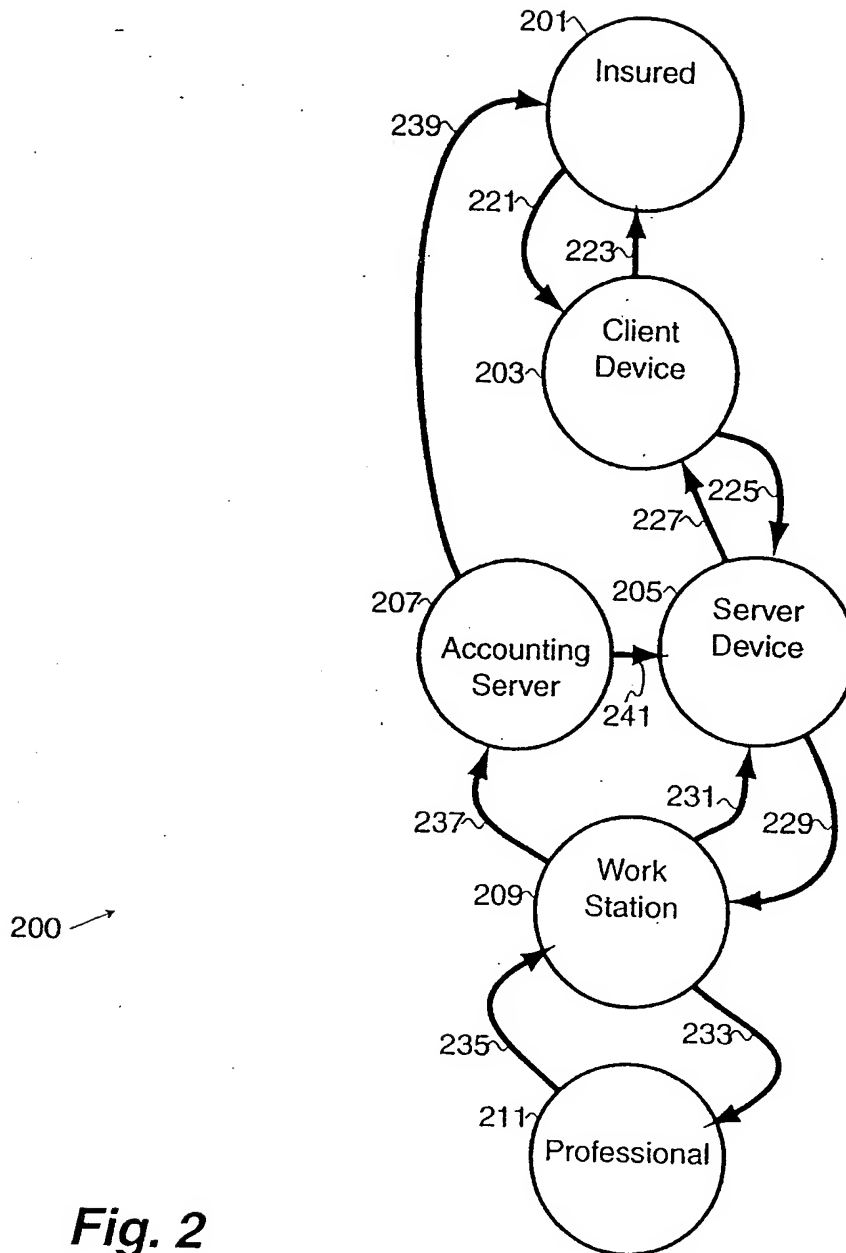 201
Insured
239
221
223
Client
Device
203
225
227
207
205
Server
Device
Accounting
Server
241
231
237
229
Work
Station
209
200
235
233
211
Professional
Fig. 2